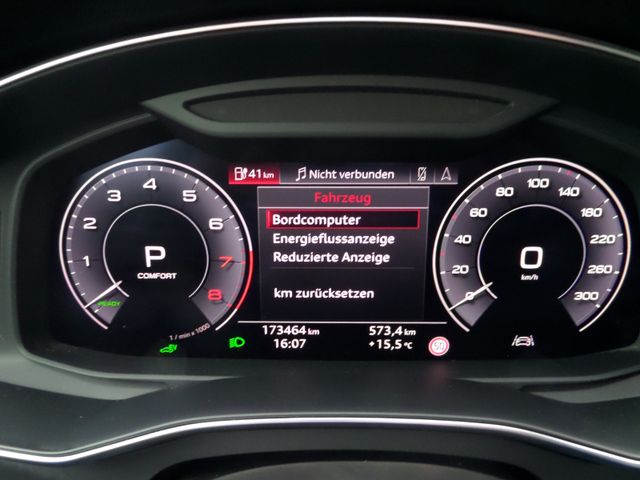 41 km
Nicht verbunden
Fahrzeug
Bordcomputer
Energieflussanzeige
Reduzierte Anzeige
km zurücksetzen
1 2 3 4 5 6 7 8
P
COMFORT
READY
1 / min x 1000
0 20 40 60 80 100 120 140 180 220 260 300
0
km/h
173464 km
573,4 km
16:07
+15,5 °C